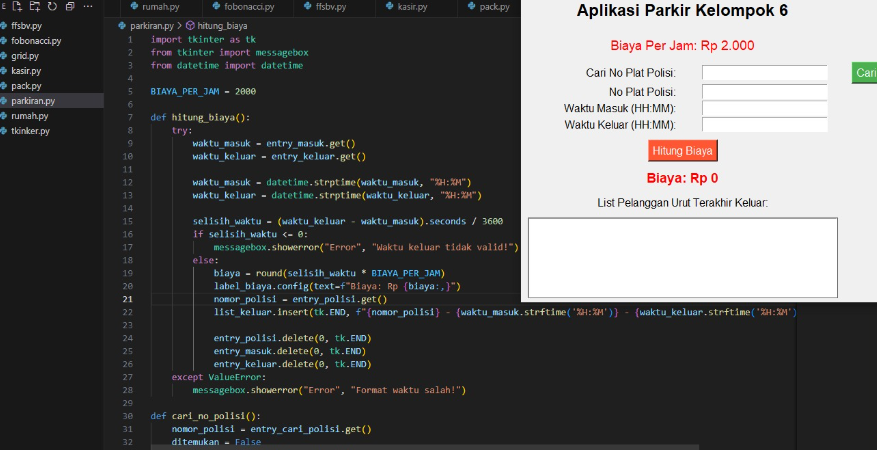 rumah.py fobonacci.py ffsbv.py kasir.py pack.py
ffsbv.py
fobonacci.py
grid.py
kasir.py
pack.py
parkiran.py
rumah.py
tkinker.py
parkiran.py > hitung_biaya
1 import tkinter as tk
2 from tkinter import messagebox
3 from datetime import datetime
4
5 BIAYA_PER_JAM = 2000
6
7 def hitung_biaya():
8 try:
9 waktu_masuk = entry_masuk.get()
10 waktu_keluar = entry_keluar.get()
11
12 waktu_masuk = datetime.strptime(waktu_masuk, "%H:%M")
13 waktu_keluar = datetime.strptime(waktu_keluar, "%H:%M")
14
15 selisih_waktu = (waktu_keluar - waktu_masuk).seconds / 3600
16 if selisih_waktu <= 0:
17 messagebox.showerror("Error", "Waktu keluar tidak valid!")
18 else:
19 biaya = round(selisih_waktu * BIAYA_PER_JAM)
20 label_biaya.config(text=f"Biaya: Rp {biaya:,}")
21 nomor_polisi = entry_polisi.get()
22 list_keluar.insert(tk.END, f"{nomor_polisi} - {waktu_masuk.strftime('%H:%M')} - {waktu_keluar.strftime('%H:%M')
23
24 entry_polisi.delete(0, tk.END)
25 entry_masuk.delete(0, tk.END)
26 entry_keluar.delete(0, tk.END)
27 except ValueError:
28 messagebox.showerror("Error", "Format waktu salah!")
29
30 def cari_no_polisi():
31 nomor_polisi = entry_cari_polisi.get()
32 ditemukan = False
Aplikasi Parkir Kelompok 6
Biaya Per Jam: Rp 2.000
Cari No Plat Polisi: Cari
No Plat Polisi:
Waktu Masuk (HH:MM):
Waktu Keluar (HH:MM):
Hitung Biaya
Biaya: Rp 0
List Pelanggan Urut Terakhir Keluar: